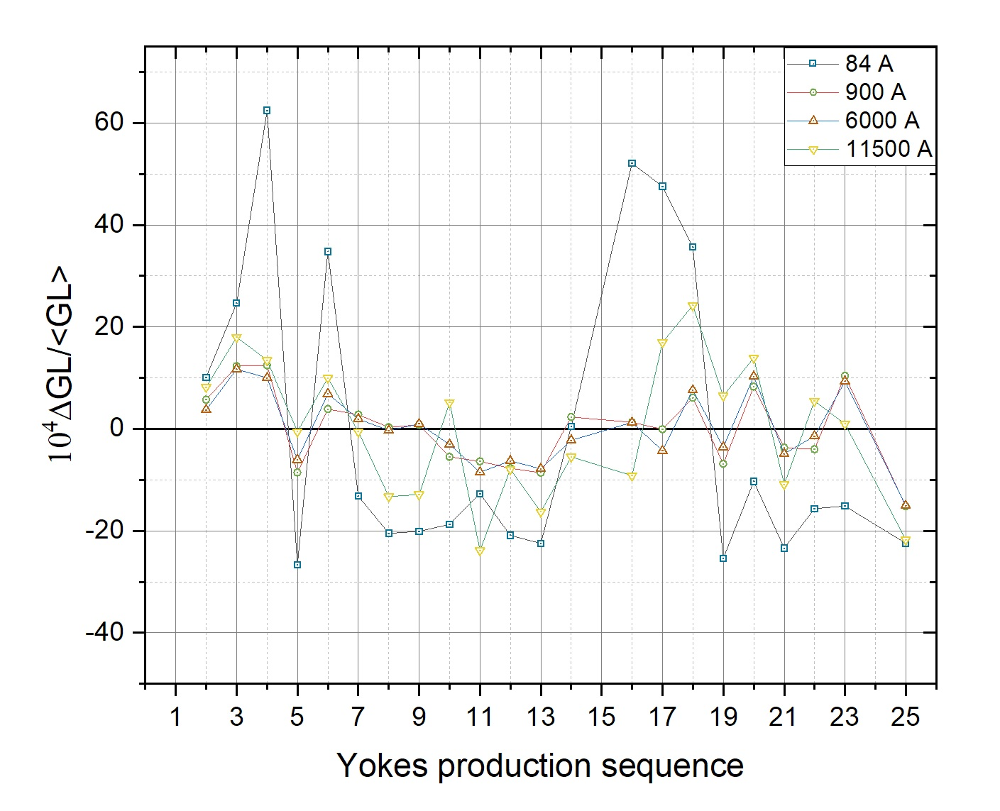 84 A
900 A
6000 A
11500 A
60
40
20
0
-20
-40
10⁴ΔGL/<GL>
1 3 5 7 9 11 13 15 17 19 21 23 25
Yokes production sequence